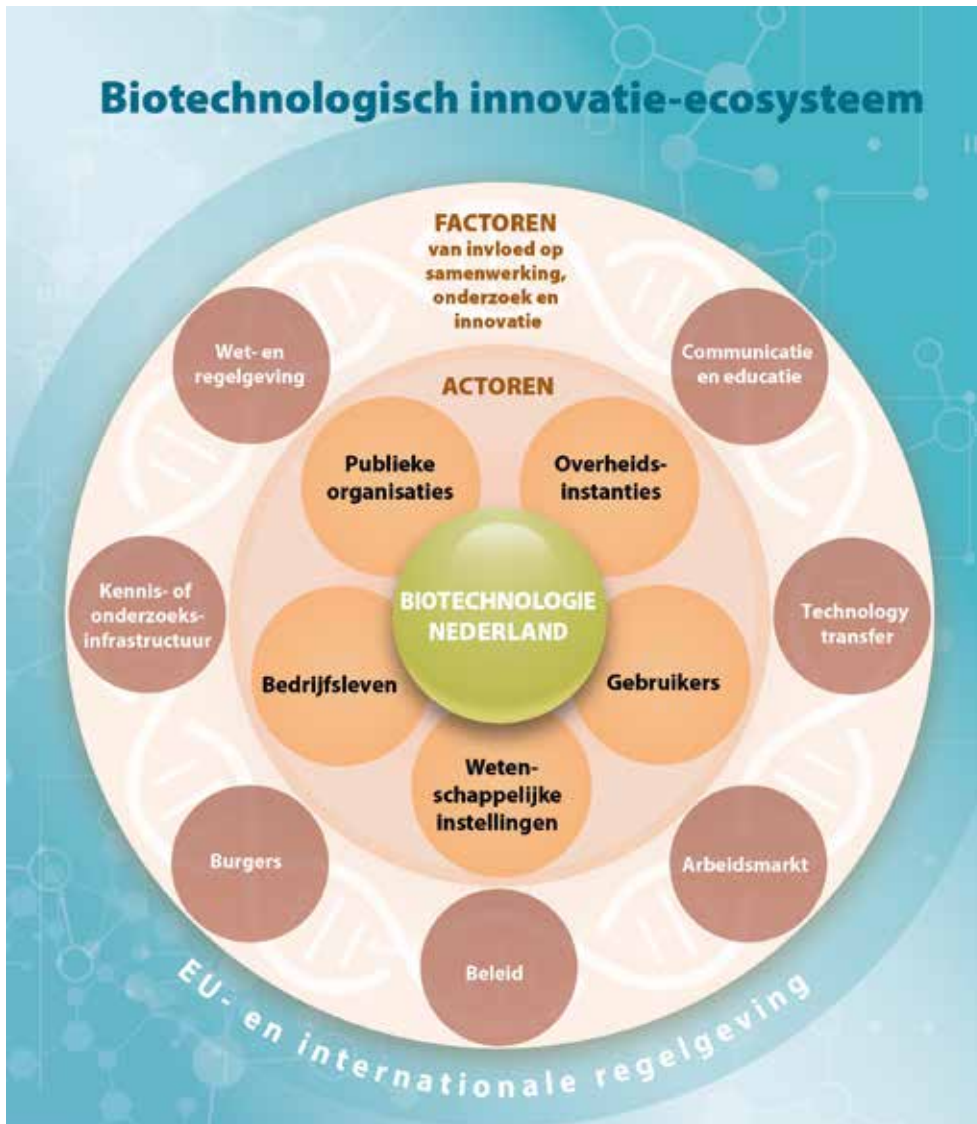 Biotechnologisch innovatie-ecosysteem
FACTOREN
van invloed op
samenwerking,
onderzoek en
innovatie
Wet- en
regelgeving
Communicatie
en educatie
ACTOREN
Publieke
organisaties
Overheids-
instanties
Kennis- of
onderzoeks-
infrastructuur
BIOTECHNOLOGIE
NEDERLAND
Technology
transfer
Bedrijfsleven
Gebruikers
Weten-
schappelijke
instellingen
Burgers
Arbeidsmarkt
Beleid
EU- en internationale regelgeving